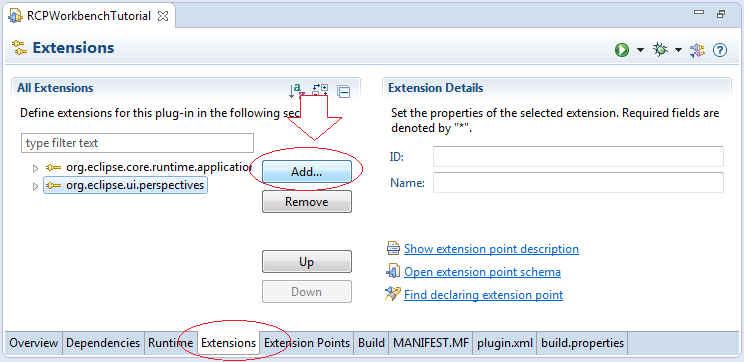 RCPWorkbenchTutorial
Extensions
All Extensions
Define extensions for this plug-in in the following sec
type filter text
org.eclipse.core.runtime.application
org.eclipse.ui.perspectives
Add...
Remove
Up
Down
Extension Details
Set the properties of the selected extension. Required fields are
denoted by "*".
ID:
Name:
Show extension point description
Open extension point schema
Find declaring extension point
Overview Dependencies Runtime Extensions Extension Points Build MANIFEST.MF plugin.xml build.properties